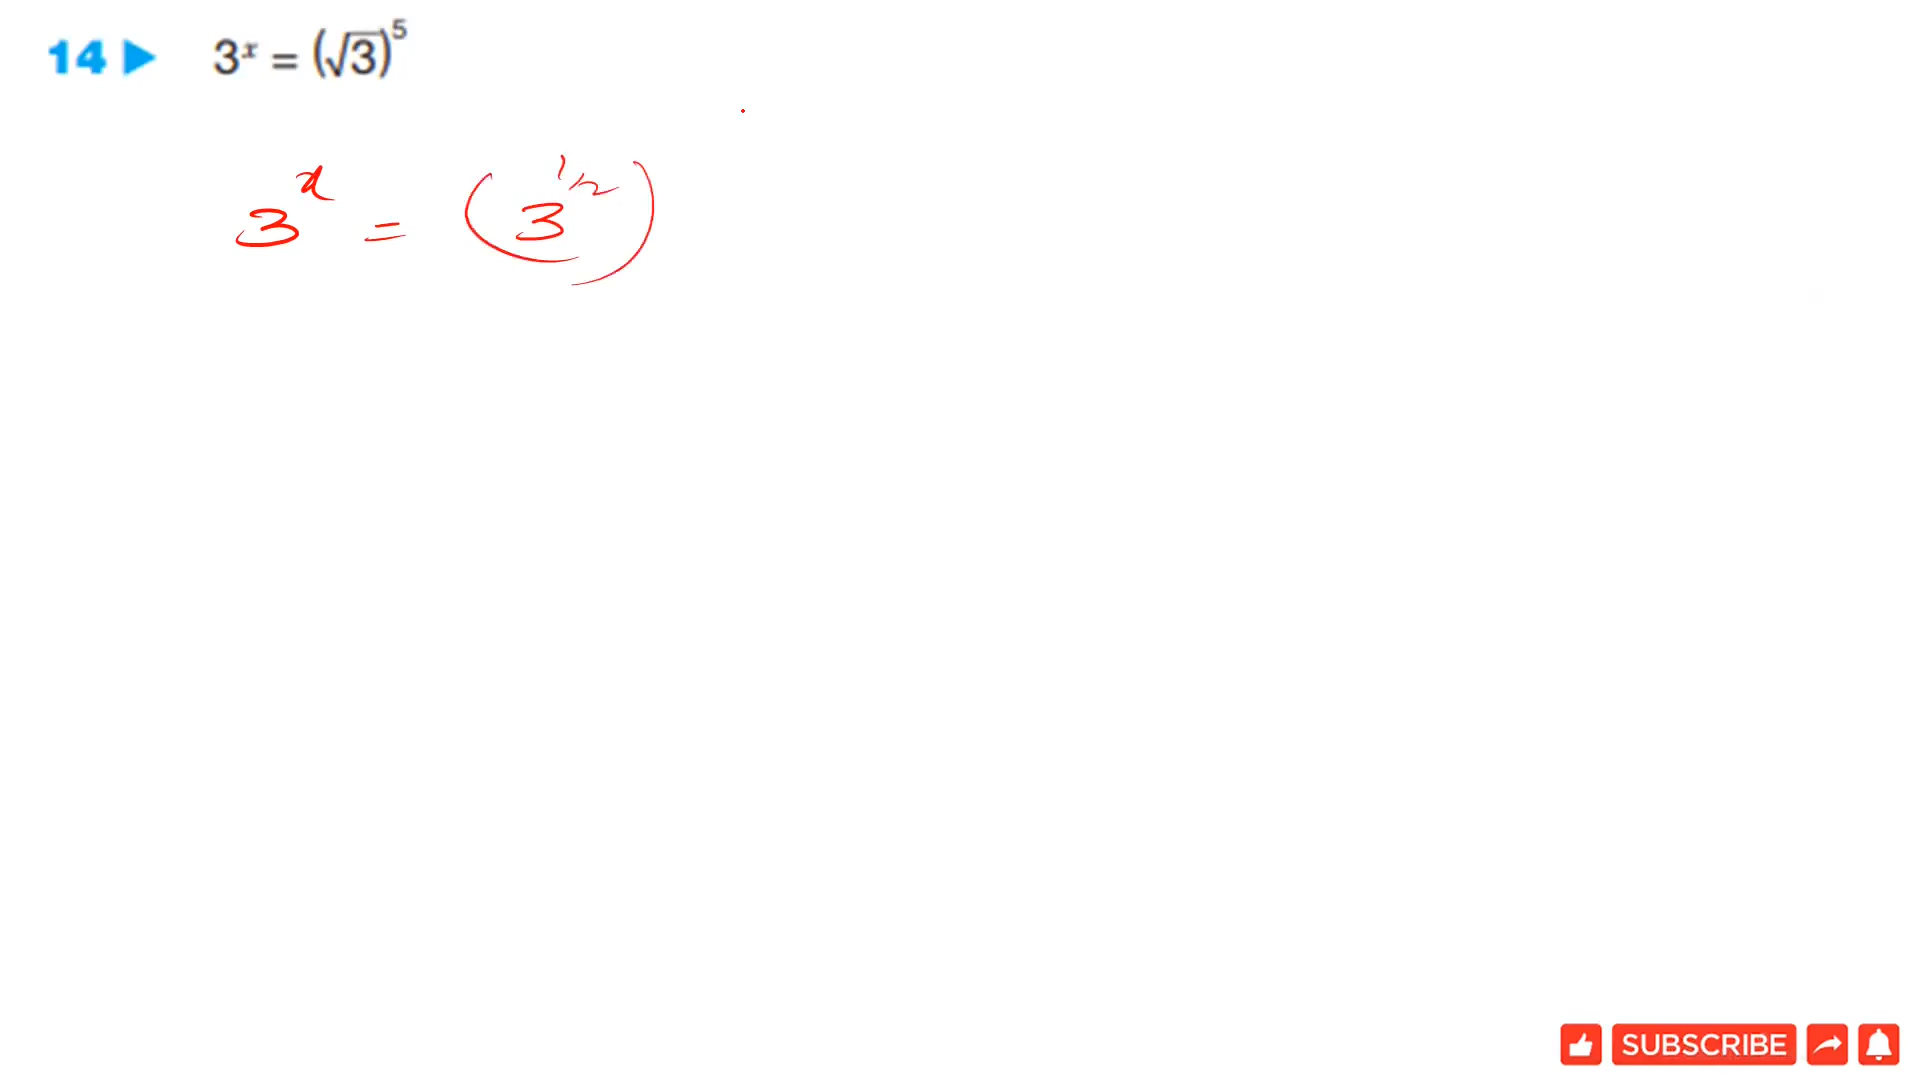 14 ▶ 3ˣ = (√3)⁵
3ˣ = (3^½)
SUBSCRIBE